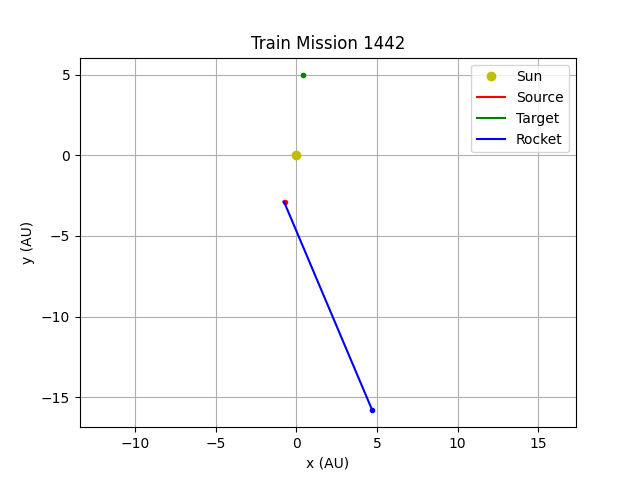 Train Mission 1442
Sun
Source
Target
Rocket
5
0
−5
−10
−15
y (AU)
−10
−5
0
5
10
15
x (AU)